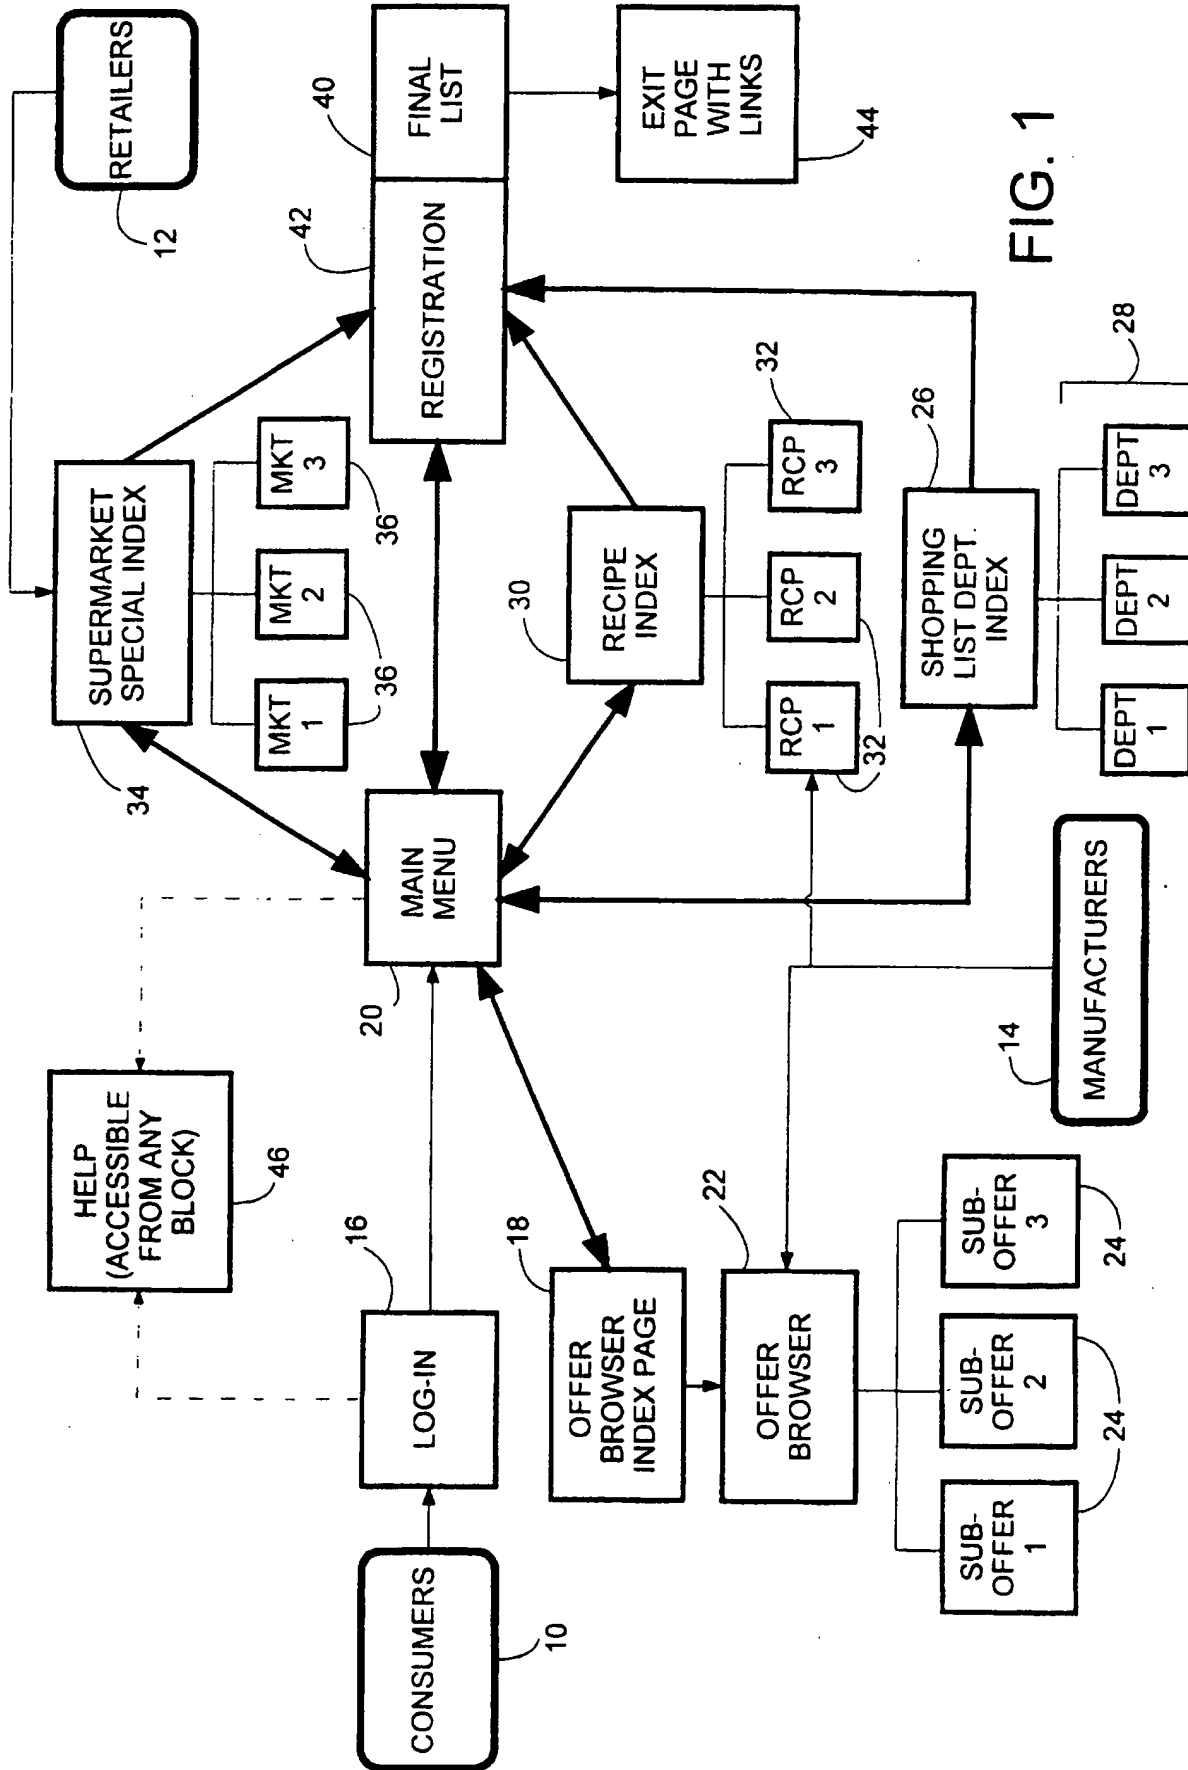 HELP
(ACCESSIBLE
FROM ANY
BLOCK)
46
34
SUPERMARKET
SPECIAL INDEX
MKT
1
MKT
2
MKT
3
36
36
RETAILERS
12
CONSUMERS
10
LOG-IN
16
MAIN
MENU
20
REGISTRATION
42
FINAL
LIST
40
OFFER
BROWSER
INDEX PAGE
18
RECIPE
INDEX
30
EXIT
PAGE
WITH
LINKS
44
OFFER
BROWSER
22
RCP
1
RCP
2
RCP
3
32
32
SUB-
OFFER
1
SUB-
OFFER
2
SUB-
OFFER
3
24
24
SHOPPING
LIST DEPT.
INDEX
26
MANUFACTURERS
14
DEPT
1
DEPT
2
DEPT
3
28
FIG. 1